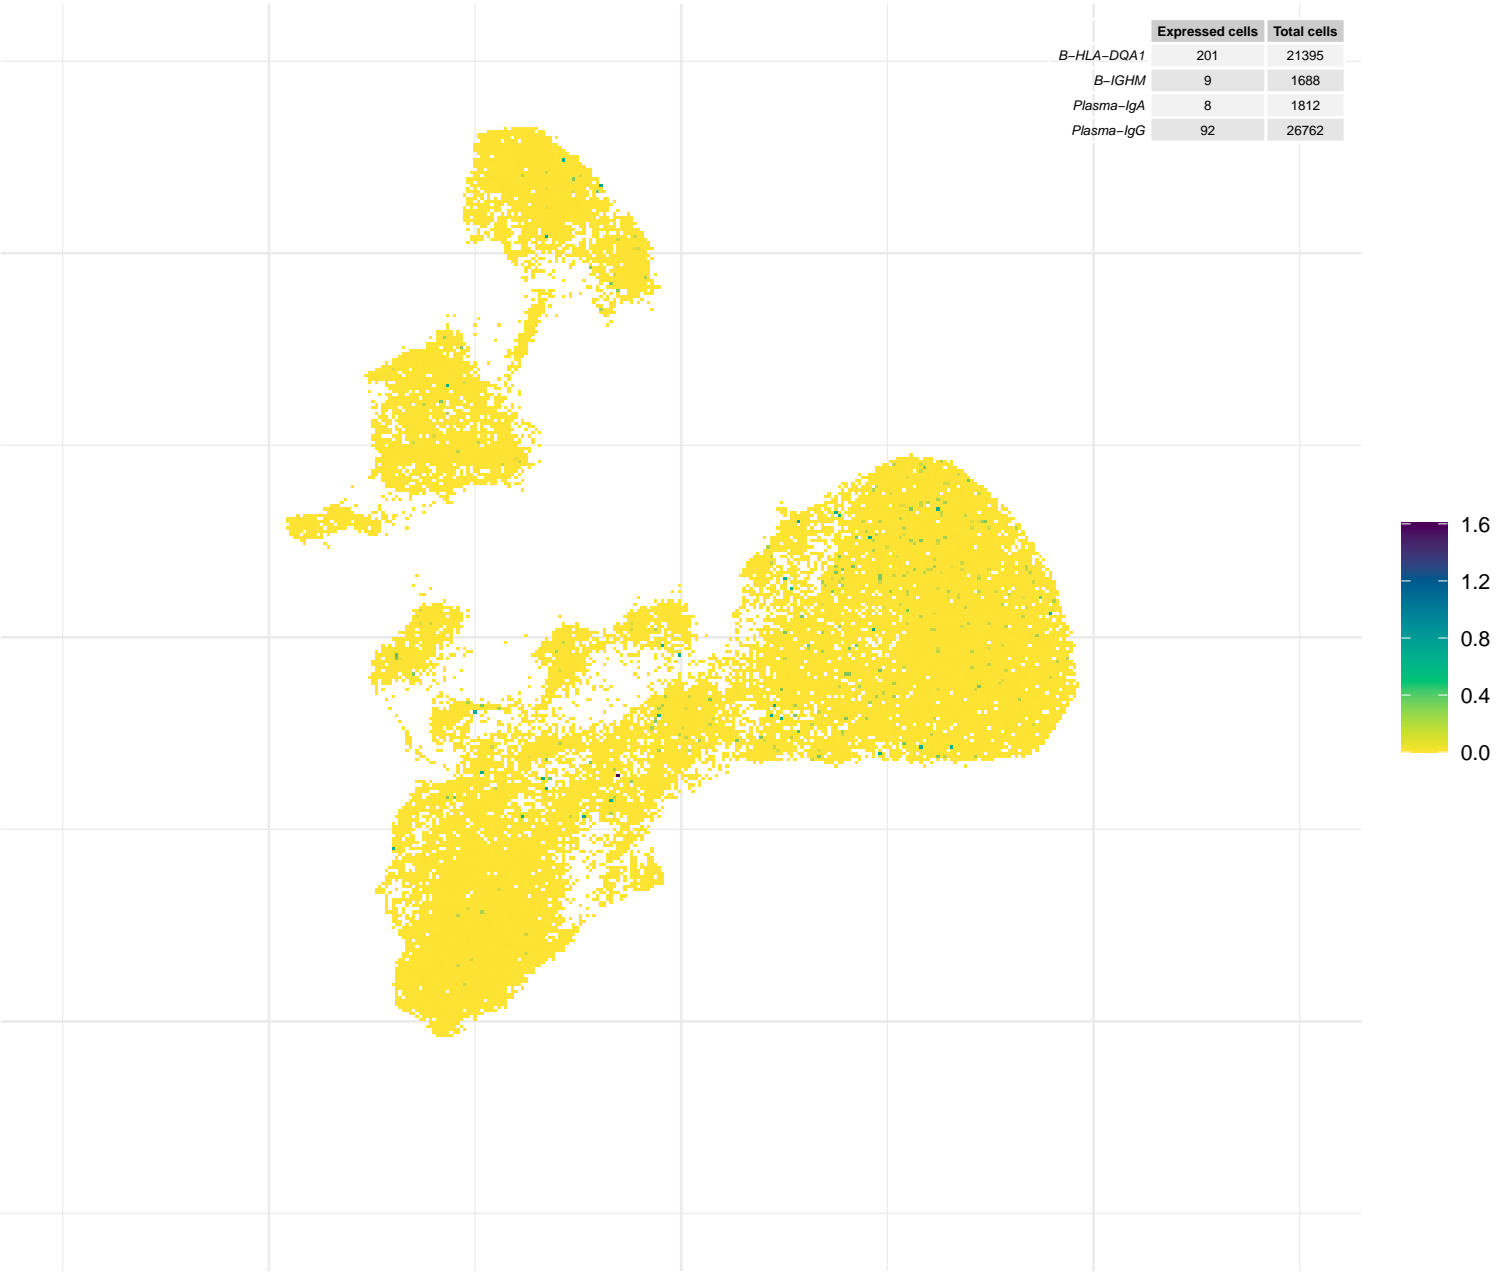 Expressed cells Total cells
B−HLA−DQA1 201 21395
B−IGHM 9 1688
Plasma−IgA 8 1812
Plasma−IgG 92 26762
1.6
1.2
0.8
0.4
0.0